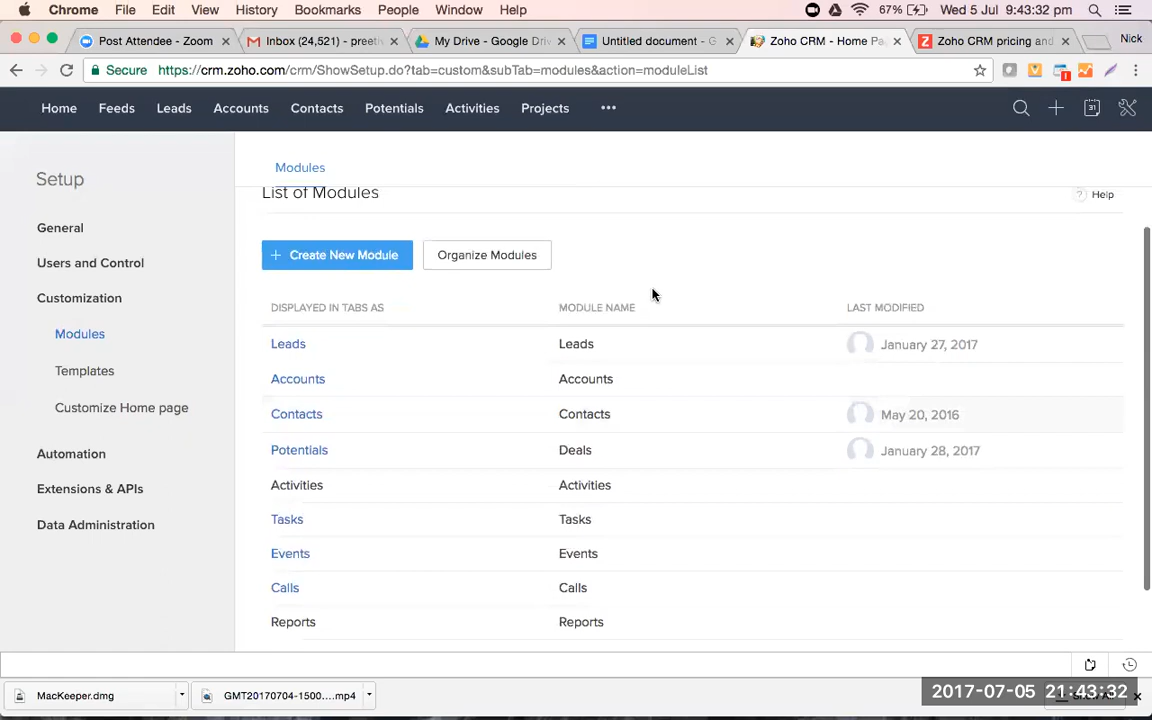 Chrome File Edit View History Bookmarks People Window Help 67% Wed 5 Jul 9:43:32 pm
Post Attendee - Zoom Inbox (24,521) - preeti My Drive - Google Dri Untitled document - G Zoho CRM - Home Pa Zoho CRM pricing and Nick
Secure https://crm.zoho.com/crm/ShowSetup.do?tab=custom&subTab=modules&action=moduleList
Home Feeds Leads Accounts Contacts Potentials Activities Projects ••• 31
Modules
Setup
List of Modules
? Help
General
+ Create New Module Organize Modules
Users and Control
Customization
DISPLAYED IN TABS AS MODULE NAME LAST MODIFIED
Modules
Leads Leads January 27, 2017
Templates
Accounts Accounts
Customize Home page
Contacts Contacts May 20, 2016
Automation
Potentials Deals January 28, 2017
Extensions & APIs
Activities Activities
Data Administration
Tasks Tasks
Events Events
Calls Calls
Reports Reports
MacKeeper.dmg GMT20170704-1500....mp4
2017-07-05 21:43:32